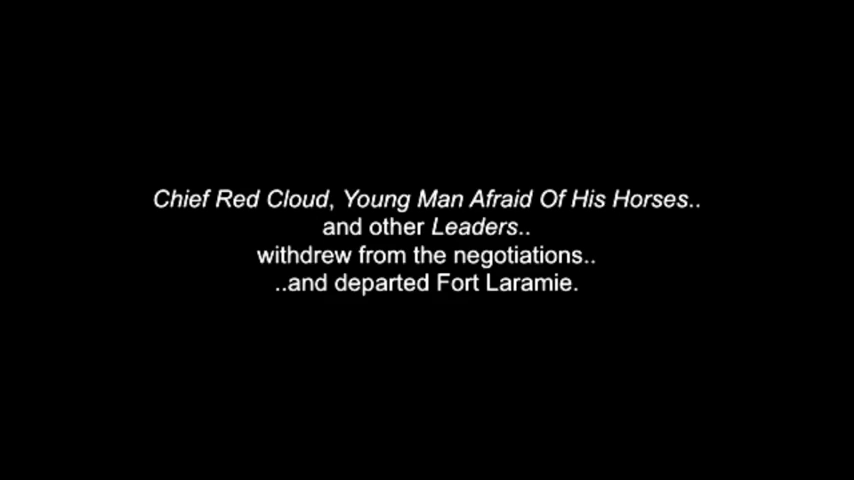 Chief Red Cloud, Young Man Afraid Of His Horses..
and other Leaders..
withdrew from the negotiations..
..and departed Fort Laramie.